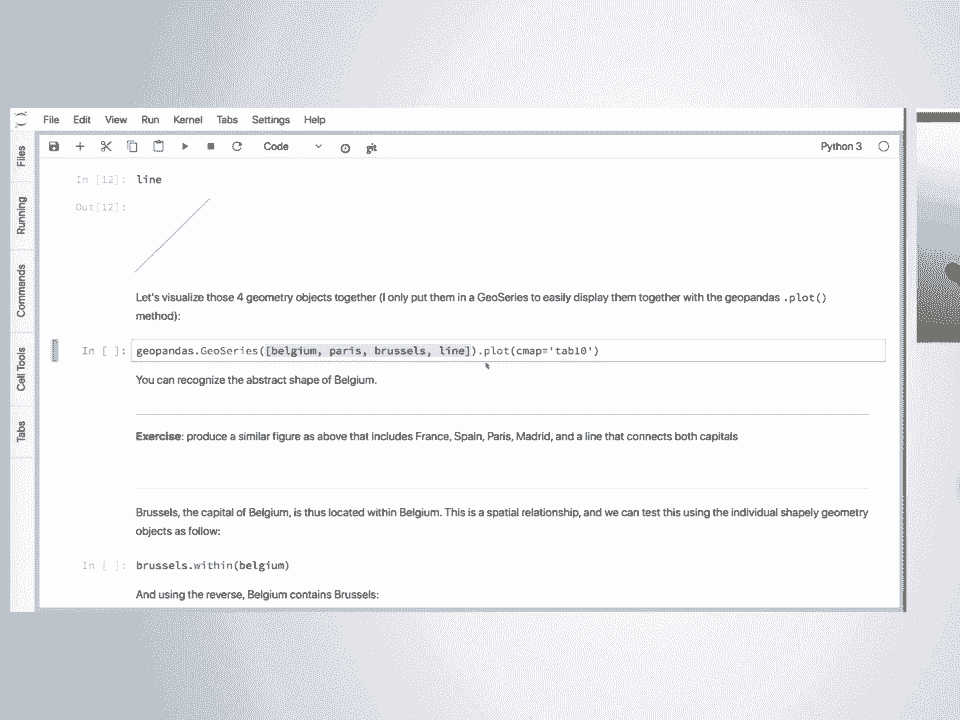 File Edit View Run Kernel Tabs Settings Help
Code
git
Python 3
Files
Running
Commands
Cell Tools
Tabs
In [12]: line
Out[12]:
Let's visualize those 4 geometry objects together (I only put them in a GeoSeries to easily display them together with the geopandas .plot()
method):
In [ ]: geopandas.GeoSeries([belgium, paris, brussels, line]).plot(cmap='tab10')
You can recognize the abstract shape of Belgium.
Exercise: produce a similar figure as above that includes France, Spain, Paris, Madrid, and a line that connects both capitals
Brussels, the capital of Belgium, is thus located within Belgium. This is a spatial relationship, and we can test this using the individual shapely geometry
objects as follow:
In [ ]: brussels.within(belgium)
And using the reverse, Belgium contains Brussels: